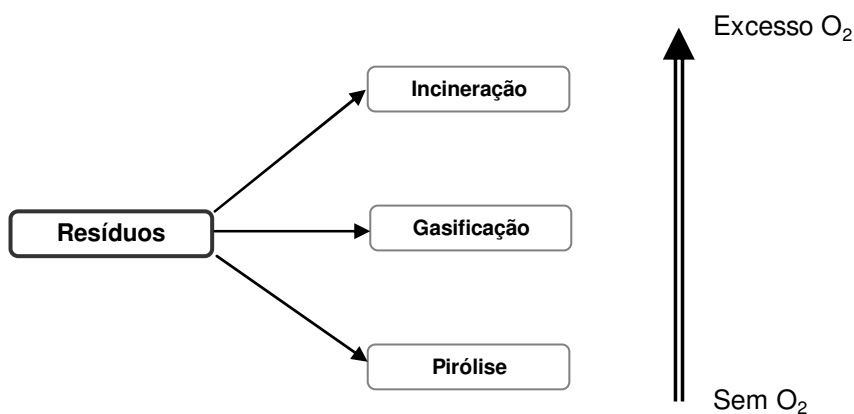 Excesso O₂
Incineração
Resíduos
Gasificação
Pirólise
Sem O₂